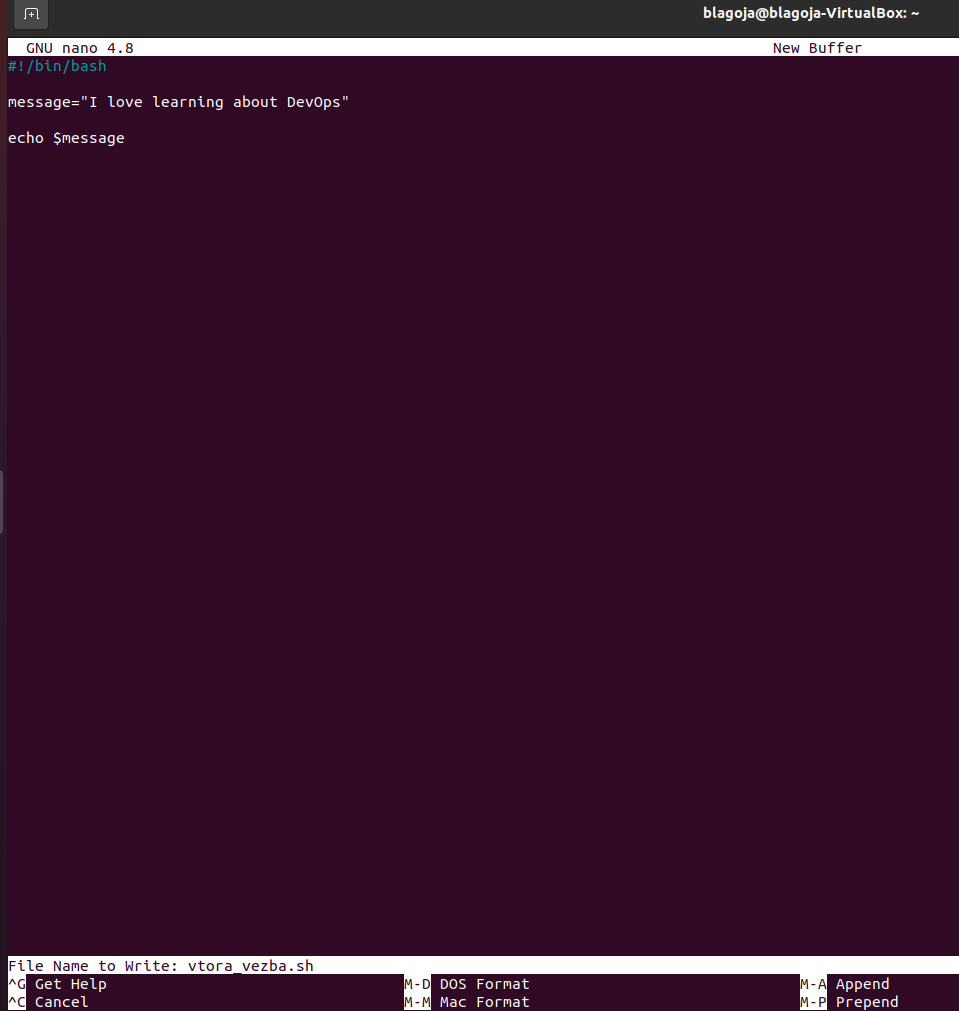 blagoja@blagoja-VirtualBox: ~
GNU nano 4.8 New Buffer
#!/bin/bash
message="I love learning about DevOps"
echo $message
File Name to Write: vtora_vezba.sh
^G Get Help M-D DOS Format M-A Append
^C Cancel M-M Mac Format M-P Prepend